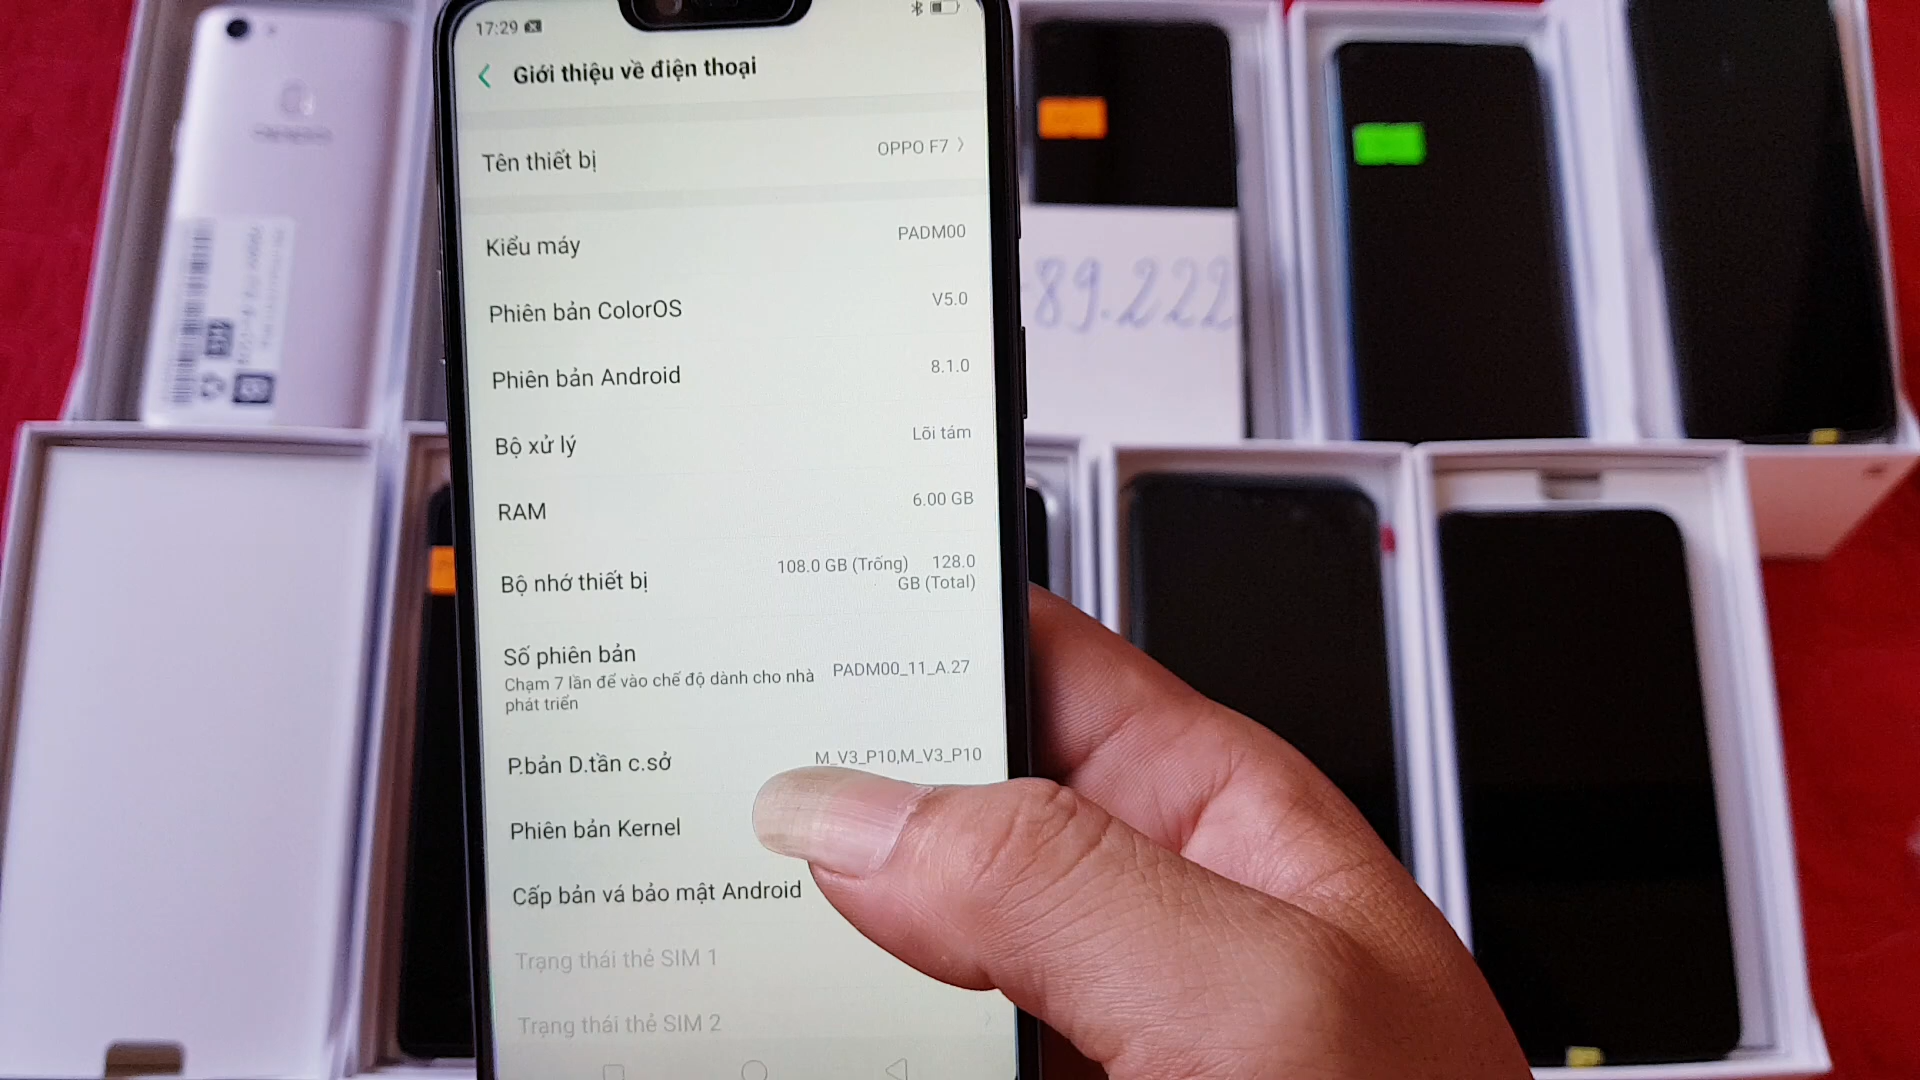 17:29
Giới thiệu về điện thoại
Tên thiết bị OPPO F7
Kiểu máy PADM00
Phiên bản ColorOS V5.0
Phiên bản Android 8.1.0
Bộ xử lý Lõi tám
RAM 6.00 GB
Bộ nhớ thiết bị 108.0 GB (Trống) 128.0
GB (Total)
Số phiên bản
Chạm 7 lần để vào chế độ dành cho nhà PADM00_11_A.27
phát triển
P.bản D.tần c.sở M_V3_P10,M_V3_P10
Phiên bản Kernel
Cấp bản vá bảo mật Android
Trạng thái thẻ SIM 1
Trạng thái thẻ SIM 2
89.222